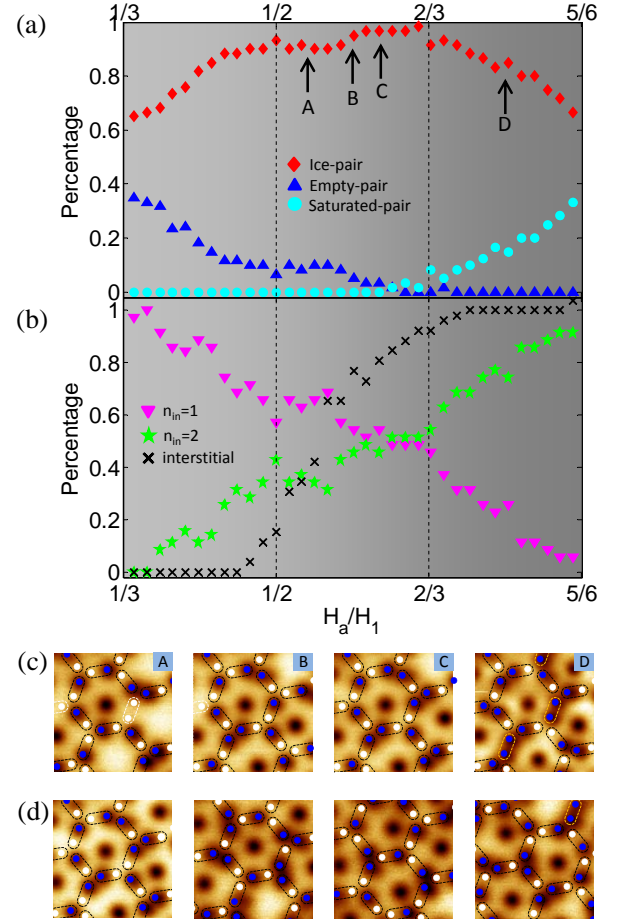 1/3 1/2 2/3 5/6
(a)
1
0.8
0.6
0.4
0.2
0
Percentage
A
B
C
D
Ice-pair
Empty-pair
Saturated-pair
(b)
1
0.8
0.6
0.4
0.2
0
Percentage
n_in=1
n_in=2
interstitial
1/3 1/2 2/3 5/6
H_a/H_1
(c) A B C D
(d)